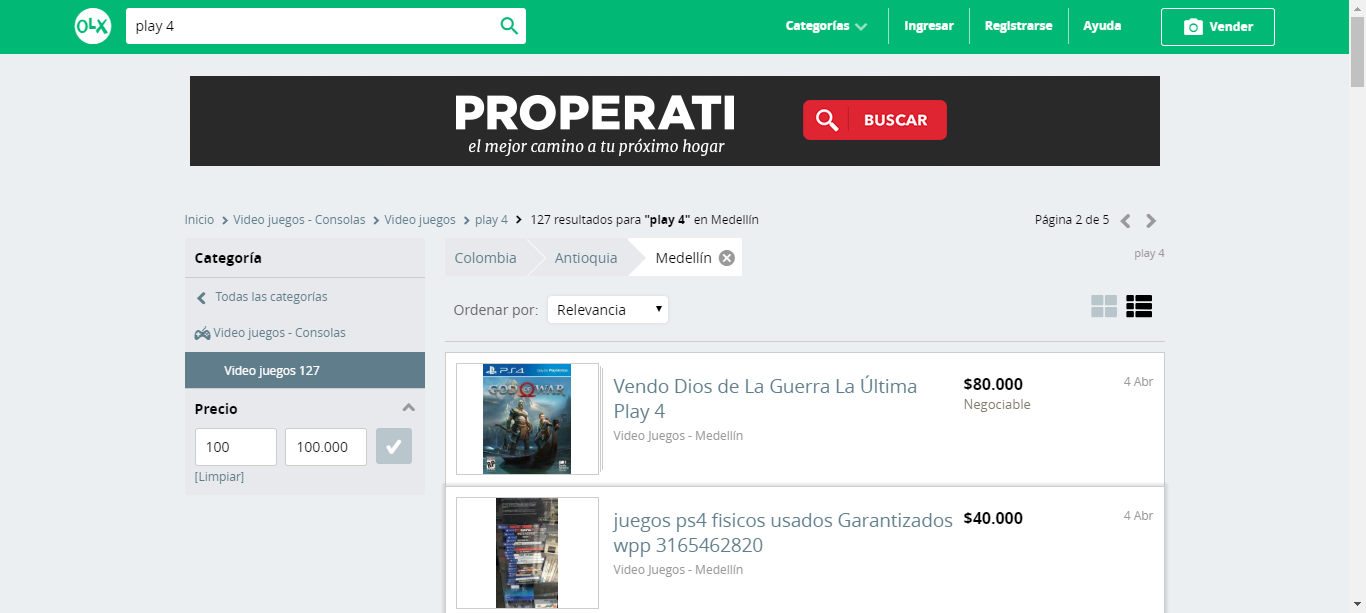 OLX
play 4
Categorías
Ingresar
Registrarse
Ayuda
Vender
PROPERATI
el mejor camino a tu próximo hogar
BUSCAR
Inicio
Video juegos - Consolas
Video juegos
play 4
127 resultados para "play 4" en Medellín
Página 2 de 5
Categoría
Todas las categorías
Video juegos - Consolas
Video juegos 127
Precio
100
100.000
[Limpiar]
Colombia
Antioquia
Medellín
play 4
Ordenar por:
Relevancia
PS4
GOD OF WAR
Vendo Dios de La Guerra La Última
Play 4
Video Juegos - Medellín
$80.000
Negociable
4 Abr
juegos ps4 fisicos usados Garantizados
wpp 3165462820
Video Juegos - Medellín
$40.000
4 Abr